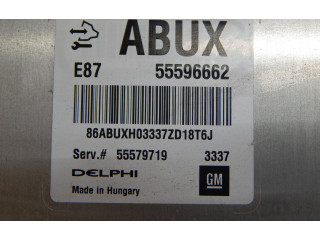 ABUX
E87 55596662
86ABUXH03337ZD18T6J
Serv.# 55579719 3337
DELPHI GM
Made in Hungary